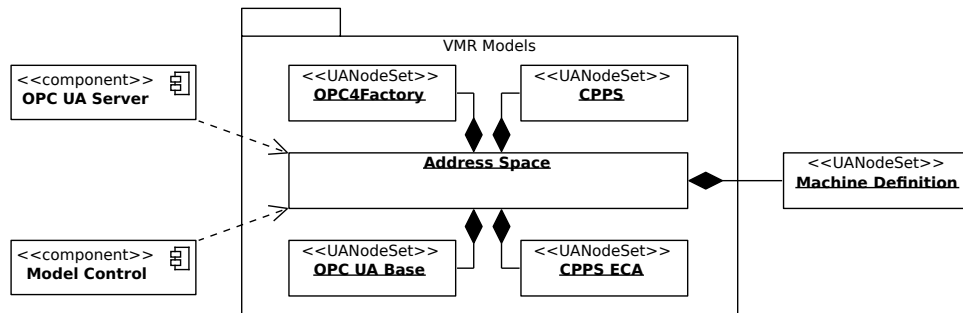 VMR Models
<<component>>
OPC UA Server
<<UANodeSet>>
OPC4Factory
<<UANodeSet>>
CPPS
Address Space
<<UANodeSet>>
Machine Definition
<<component>>
Model Control
<<UANodeSet>>
OPC UA Base
<<UANodeSet>>
CPPS ECA